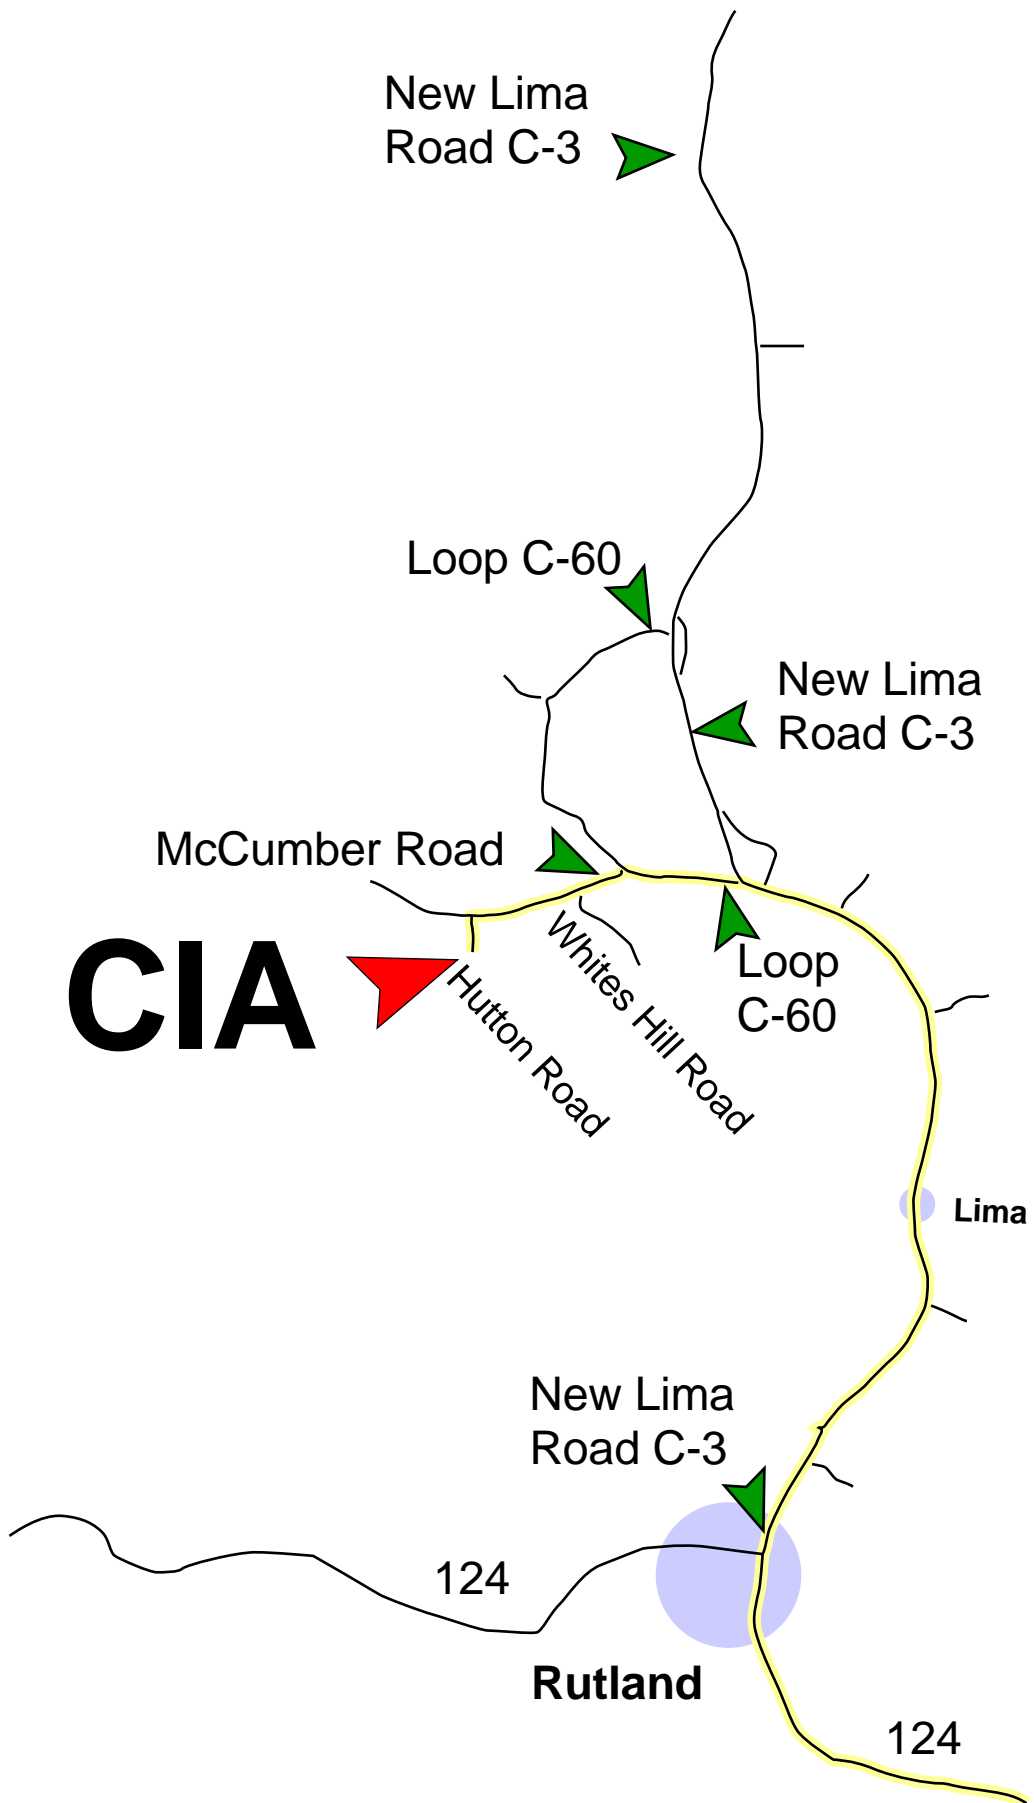 New Lima
Road C-3
Loop C-60
New Lima
Road C-3
McCumber Road
CIA
Hutton Road
Whites Hill Road
Loop
C-60
Lima
New Lima
Road C-3
124
Rutland
124